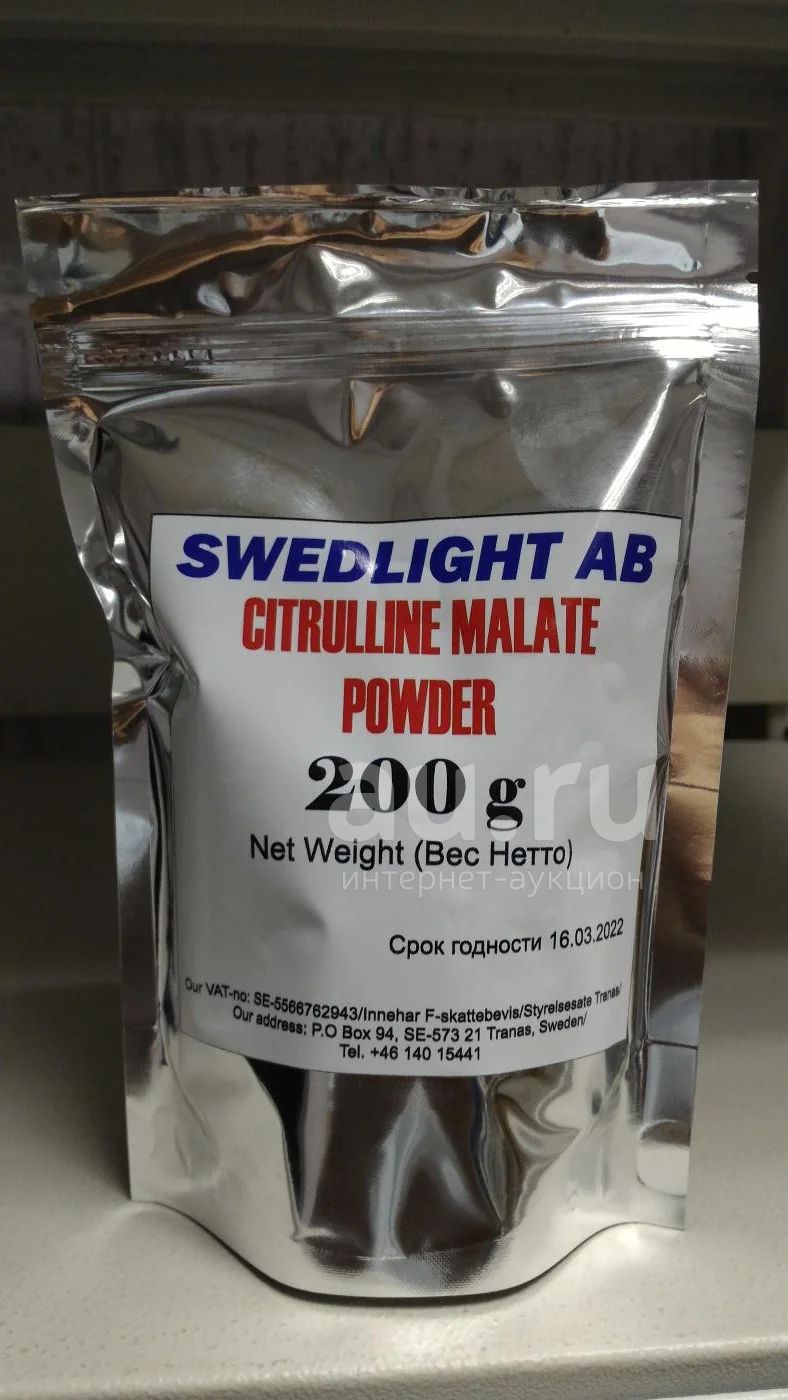 SWEDLIGHT AB
CITRULLINE MALATE
POWDER
200 g
au.ru
Net Weight (Вес Нетто)
интернет-аукцион
Срок годности 16.03.2022
Our VAT-no: SE-5566762943/Innehar F-skattebevis/Styrelsesate Tranas/
Our address: P.O Box 94, SE-573 21 Tranas, Sweden/
Tel. +46 140 15441